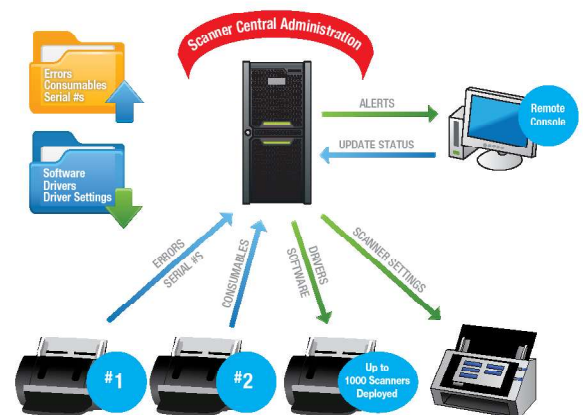 Scanner Central Administration
Errors
Consumables
Serial #s
ALERTS
Remote
Console
UPDATE STATUS
Software
Drivers
Driver Settings
ERRORS
SERIAL #S
CONSUMABLES
DRIVERS
SOFTWARE
SCANNER SETTINGS
#1
#2
Up to
1000 Scanners
Deployed